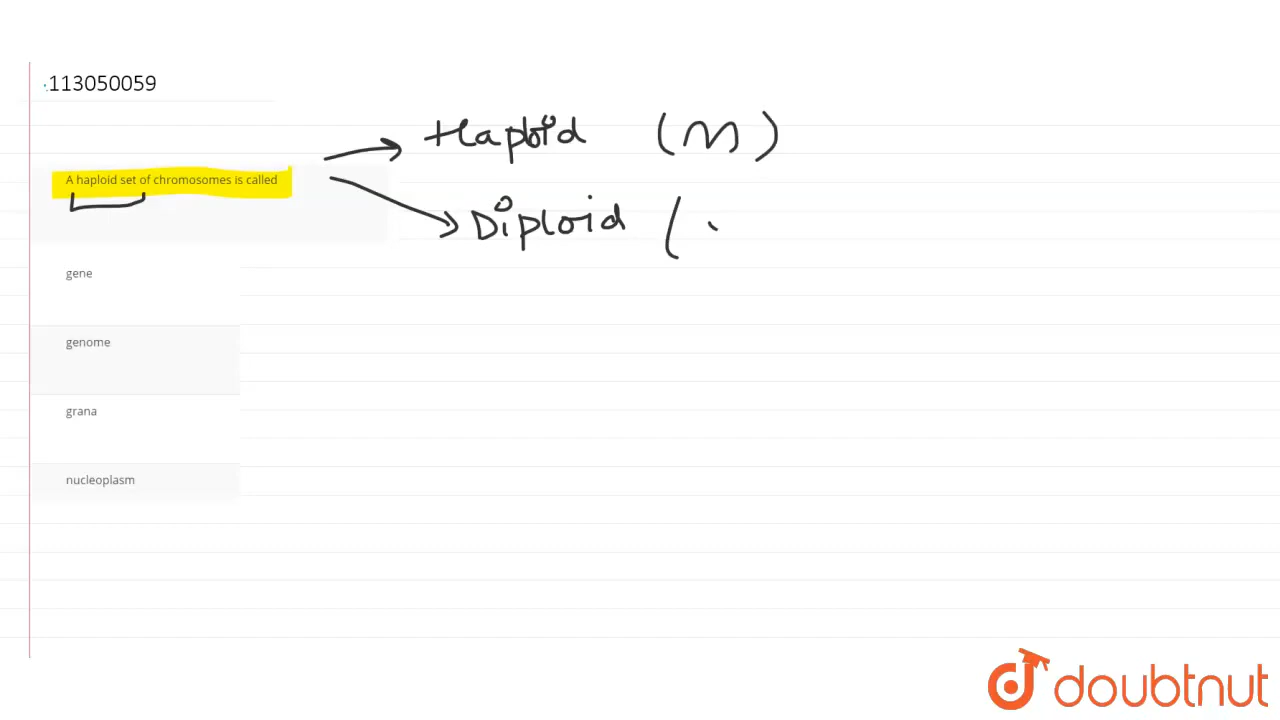 .113050059
Haploid (n)
A haploid set of chromosomes is called
Diploid (
gene
genome
grana
nucleoplasm
doubtnut